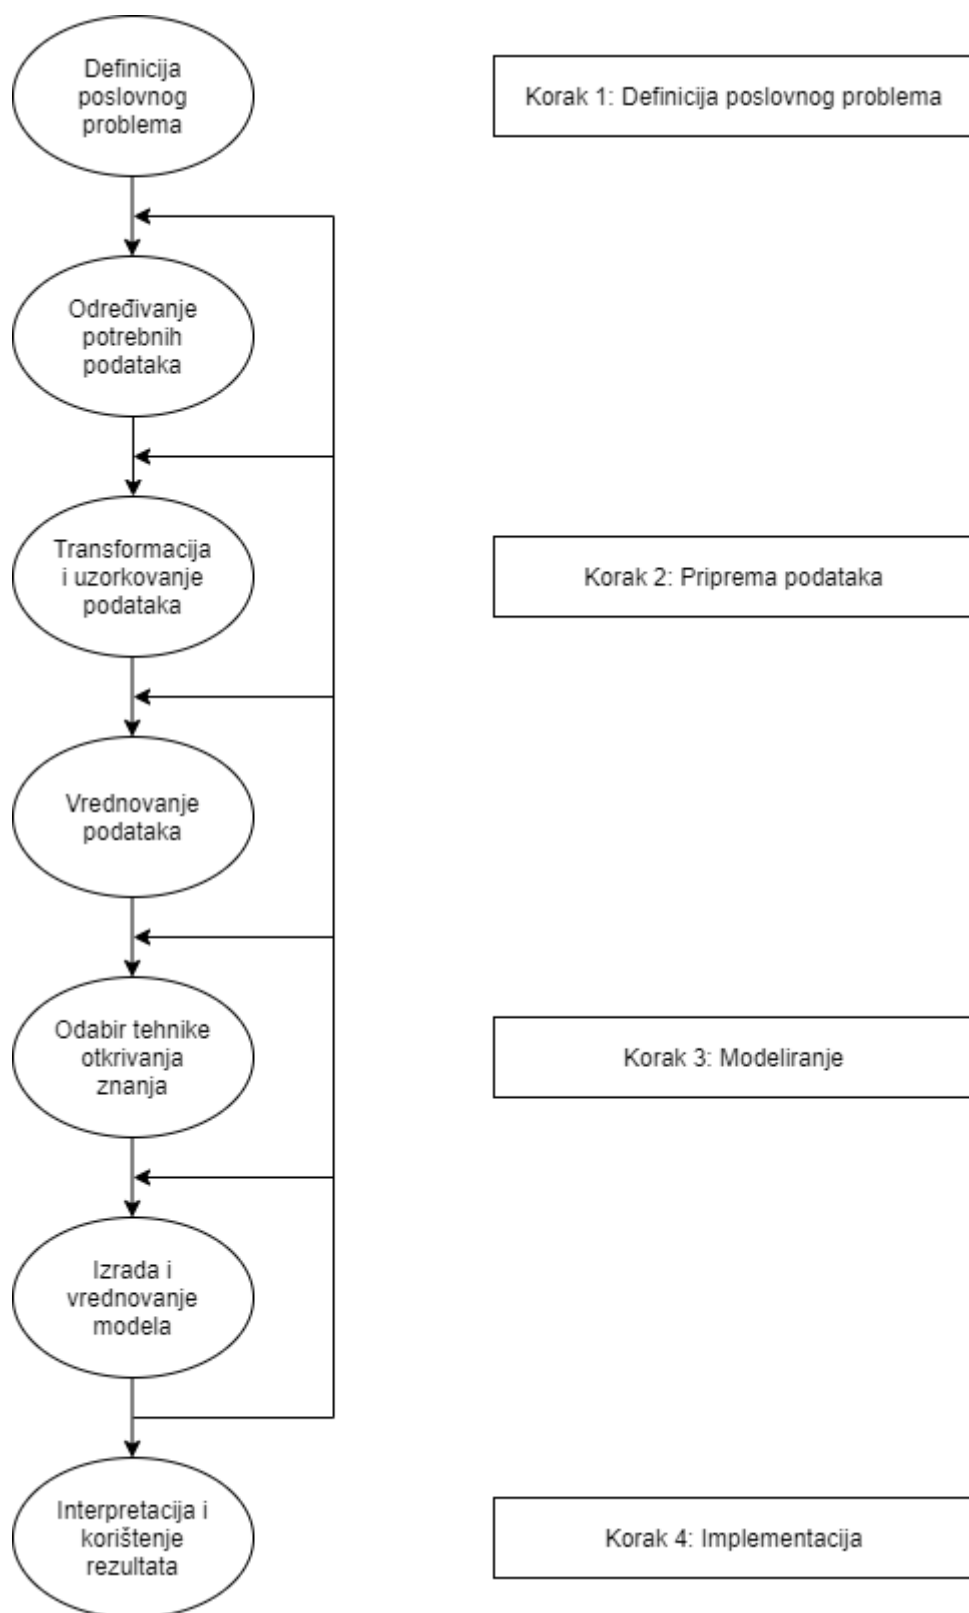 Definicija
poslovnog
problema
Korak 1: Definicija poslovnog problema
Određivanje
potrebnih
podataka
Transformacija
i uzorkovanje
podataka
Korak 2: Priprema podataka
Vrednovanje
podataka
Odabir tehnike
otkrivanja
znanja
Korak 3: Modeliranje
Izrada i
vrednovanje
modela
Interpretacija i
korištenje
rezultata
Korak 4: Implementacija